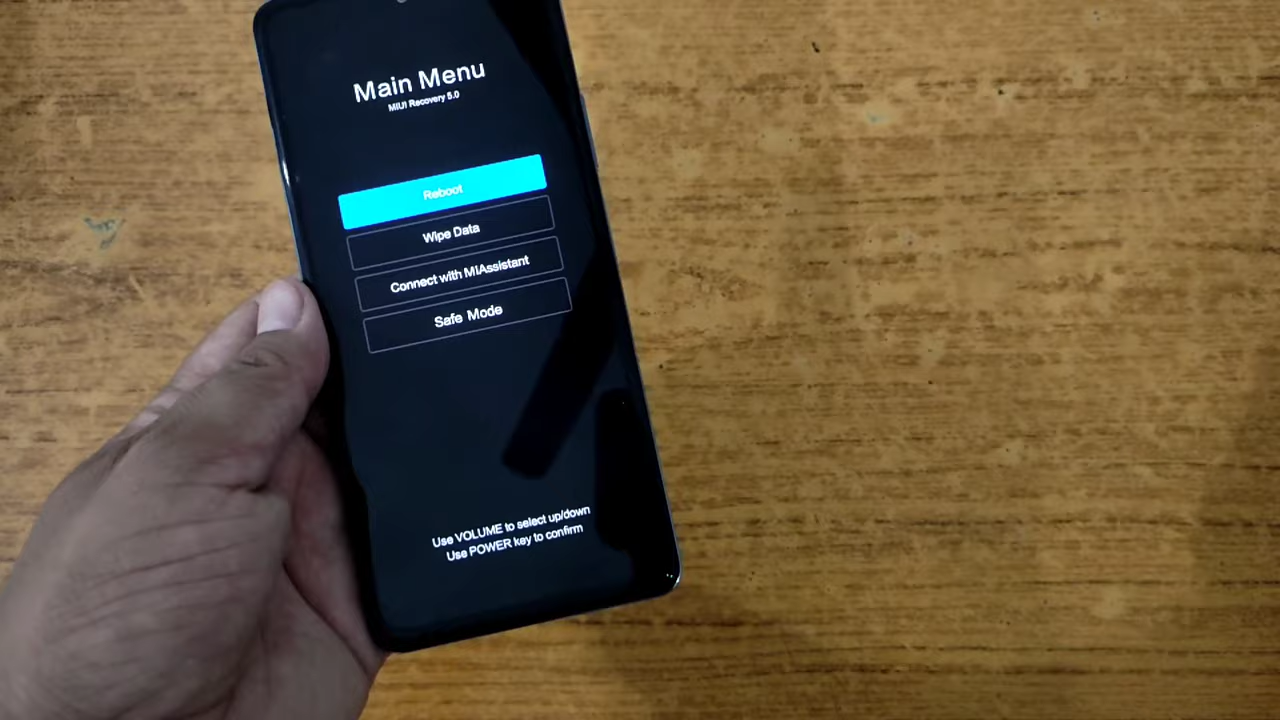 Main Menu
MIUI Recovery 5.0
Reboot
Wipe Data
Connect with MIAssistant
Safe Mode
Use VOLUME to select up/down
Use POWER key to confirm